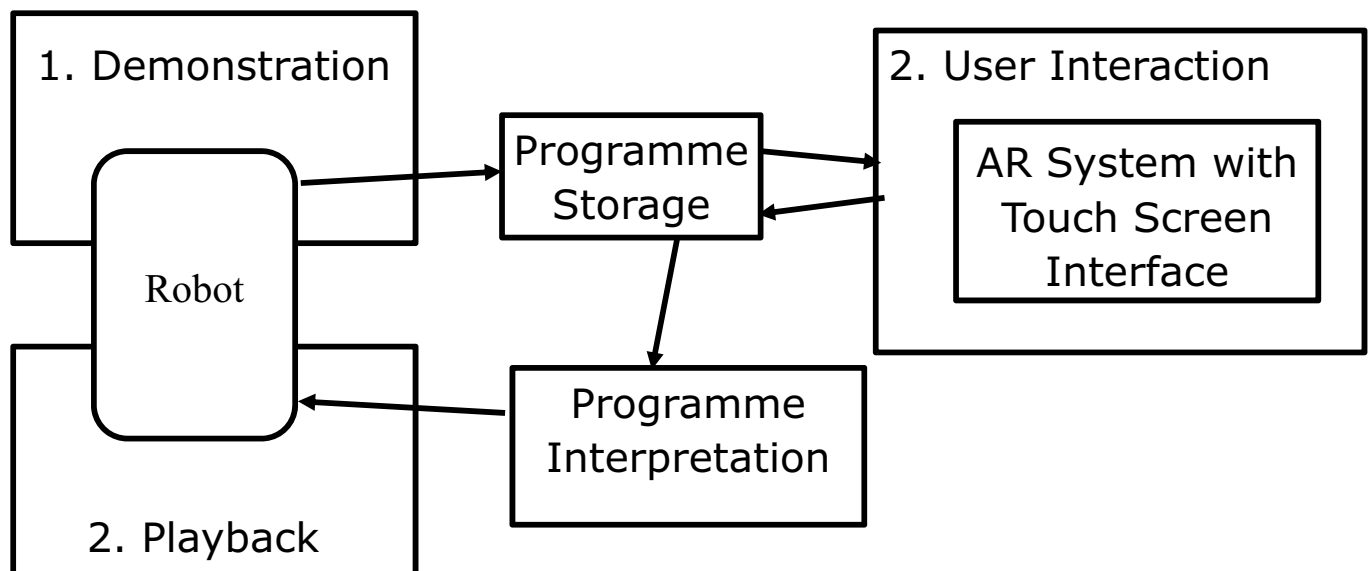 1. Demonstration
Robot
2. Playback
Programme
Storage
Programme
Interpretation
2. User Interaction
AR System with
Touch Screen
Interface